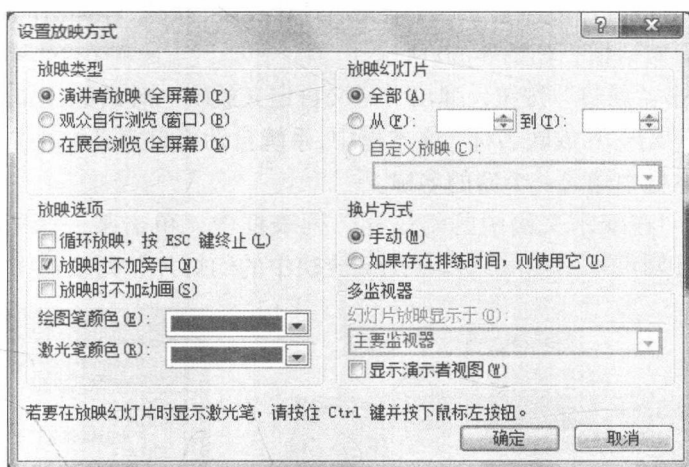 设置放映方式
放映类型
演讲者放映(全屏幕)(P)
观众自行浏览(窗口)(B)
在展台浏览(全屏幕)(K)
放映幻灯片
全部(A)
从(F): 到(T):
自定义放映(C):
放映选项
循环放映，按 ESC 键终止(L)
放映时不加旁白(N)
放映时不加动画(S)
绘图笔颜色(E):
激光笔颜色(R):
换片方式
手动(M)
如果存在排练时间，则使用它(U)
多监视器
幻灯片放映显示于(O):
主要监视器
显示演示者视图(W)
若要在放映幻灯片时显示激光笔，请按住 Ctrl 键并按下鼠标左按钮。
确定 取消